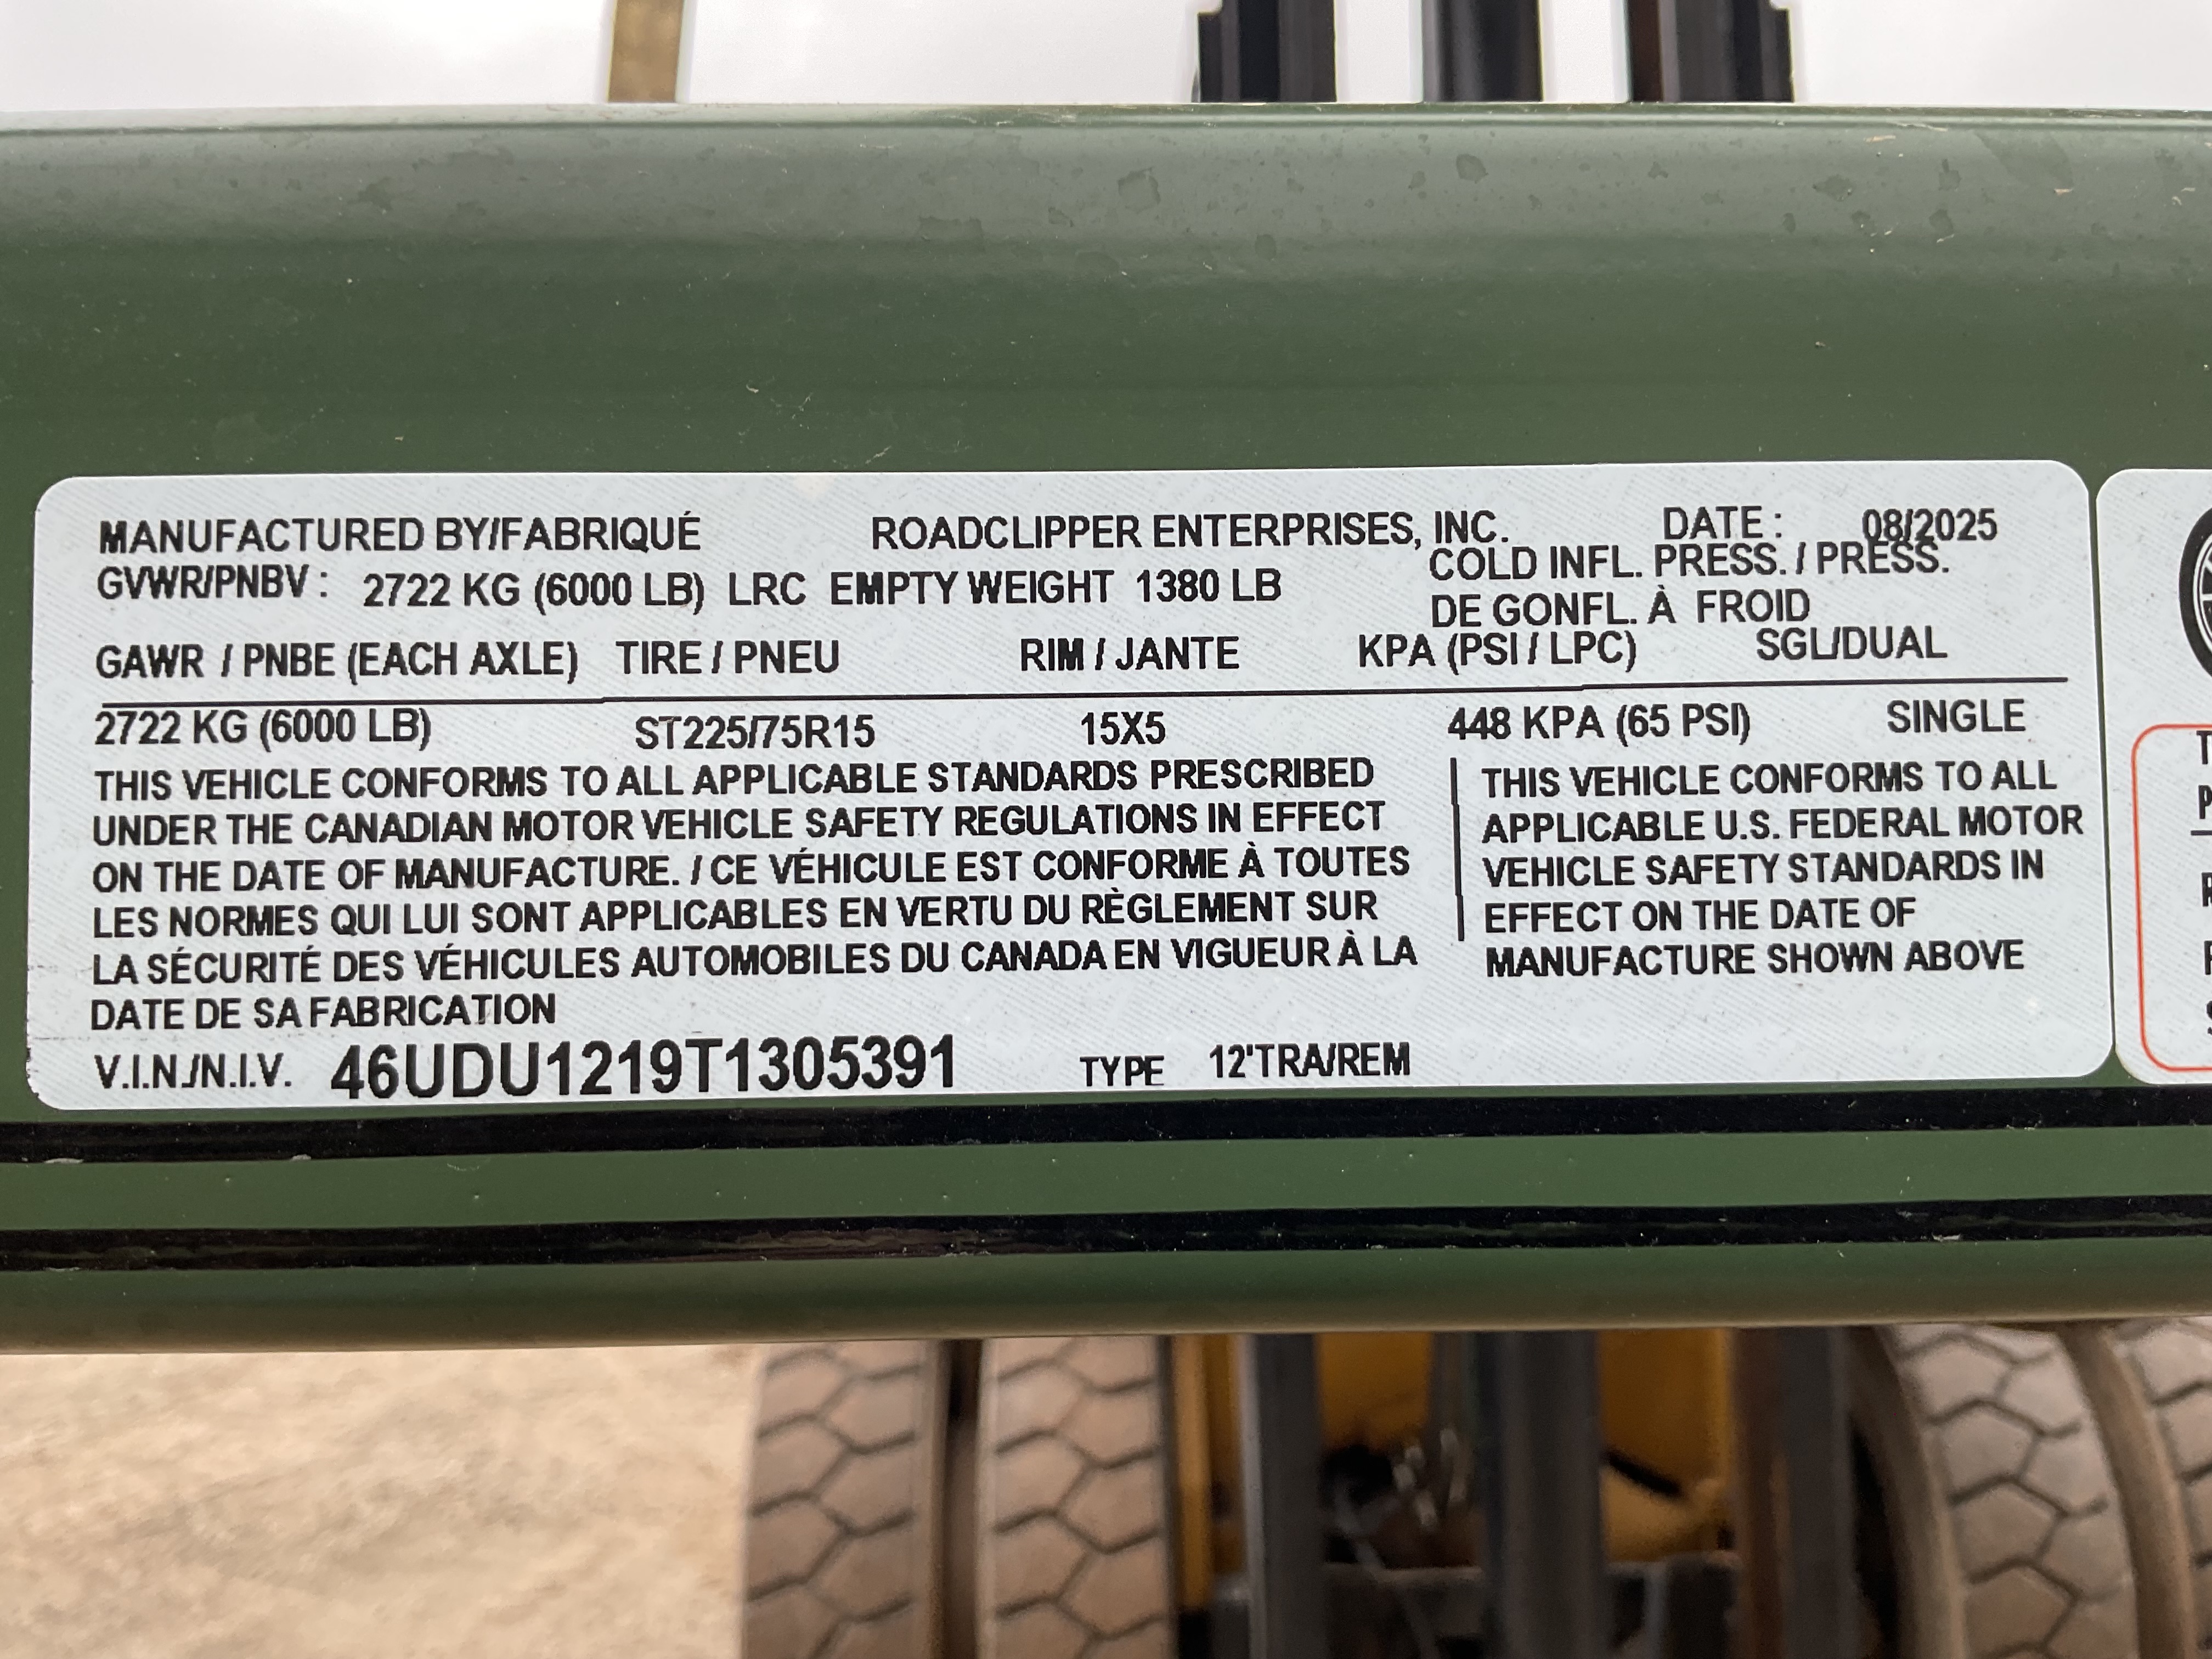 MANUFACTURED BY/FABRIQUÉ ROADCLIPPER ENTERPRISES, INC. DATE : 08/2025
GVWR/PNBV : 2722 KG (6000 LB) LRC EMPTY WEIGHT 1380 LB
COLD INFL. PRESS. / PRESS.
DE GONFL. À FROID
GAWR / PNBE (EACH AXLE) TIRE / PNEU RIM / JANTE KPA (PSI / LPC) SGL/DUAL
2722 KG (6000 LB) ST225/75R15 15X5 448 KPA (65 PSI) SINGLE
THIS VEHICLE CONFORMS TO ALL APPLICABLE STANDARDS PRESCRIBED
UNDER THE CANADIAN MOTOR VEHICLE SAFETY REGULATIONS IN EFFECT
ON THE DATE OF MANUFACTURE. / CE VÉHICULE EST CONFORME À TOUTES
LES NORMES QUI LUI SONT APPLICABLES EN VERTU DU RÈGLEMENT SUR
LA SÉCURITÉ DES VÉHICULES AUTOMOBILES DU CANADA EN VIGUEUR À LA
DATE DE SA FABRICATION
THIS VEHICLE CONFORMS TO ALL
APPLICABLE U.S. FEDERAL MOTOR
VEHICLE SAFETY STANDARDS IN
EFFECT ON THE DATE OF
MANUFACTURE SHOWN ABOVE
V.I.N./N.I.V. 46UDU1219T1305391 TYPE 12'TRA/REM